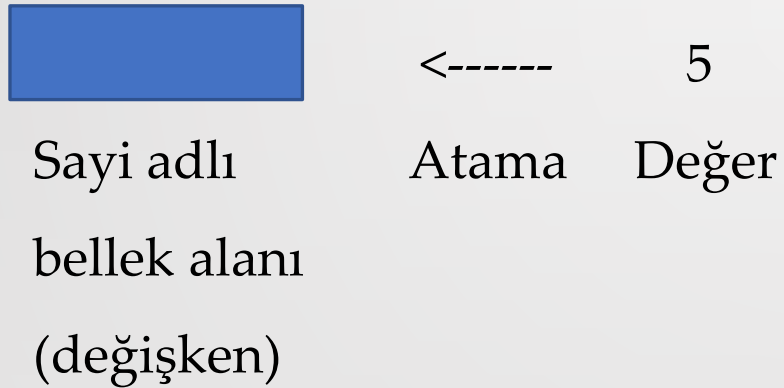 <------ 5
Sayi adlı Atama Değer
bellek alanı
(değişken)